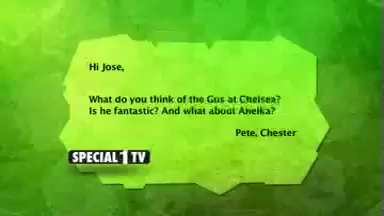 Hi Jose,
What do you think of the Gus at Chelsea?
Is he fantastic? And what about Anelka?
Pete, Chester
SPECIAL 1 TV